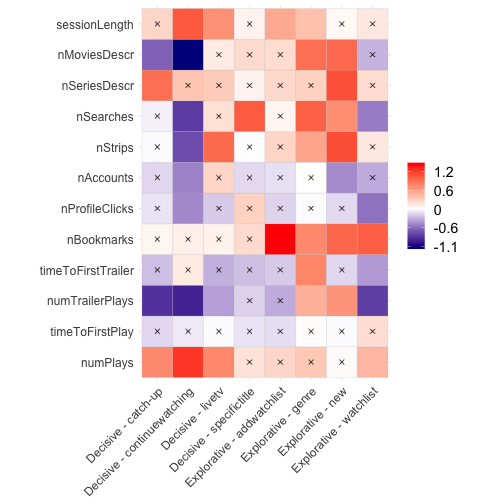 sessionLength
nMoviesDescr
nSeriesDescr
nSearches
nStrips
nAccounts
nProfileClicks
nBookmarks
timeToFirstTrailer
numTrailerPlays
timeToFirstPlay
numPlays
1.2
0.6
0
-0.6
-1.1
Decisive - catch-up
Decisive - continuewatching
Decisive - livetv
Decisive - specifictitle
Explorative - addwatchlist
Explorative - genre
Explorative - new
Explorative - watchlist